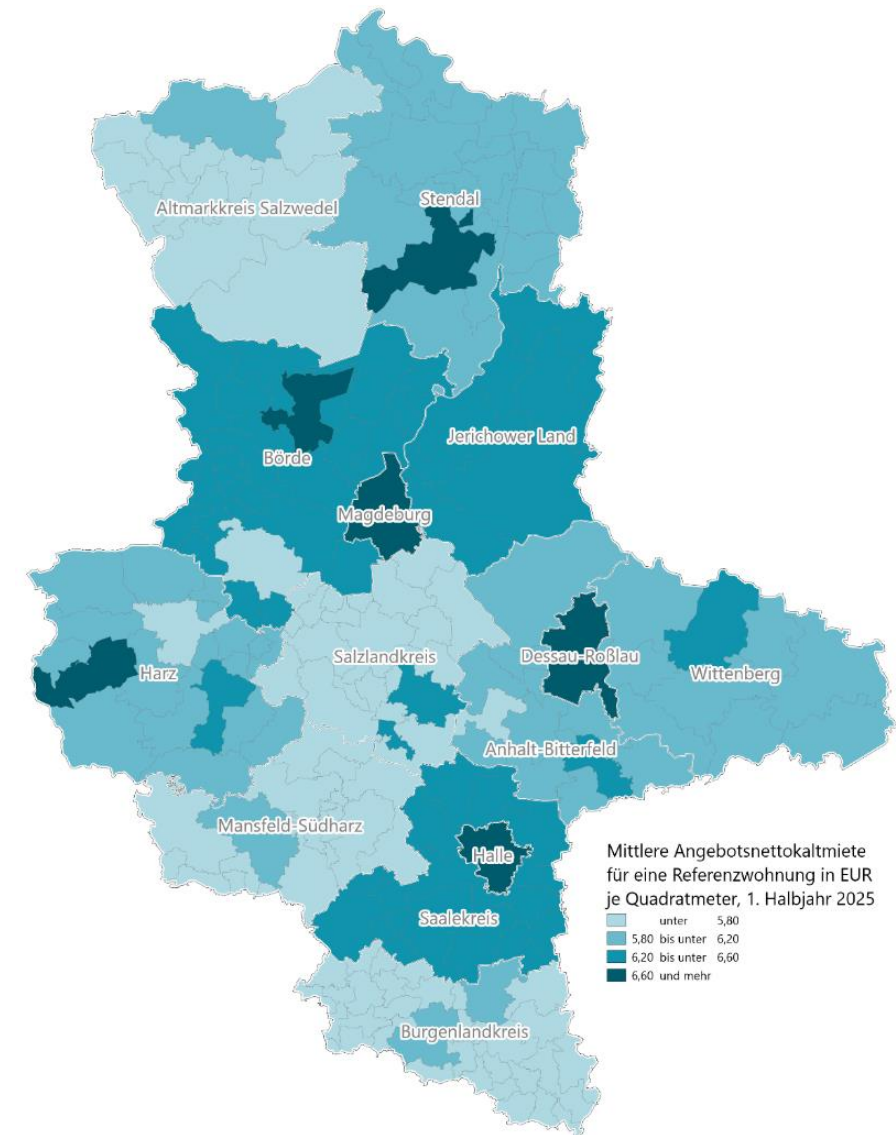 Altmarkkreis Salzwedel
Stendal
Jerichower Land
Börde
Magdeburg
Salzlandkreis
Dessau-Roßlau
Wittenberg
Harz
Anhalt-Bitterfeld
Mansfeld-Südharz
Halle
Saalekreis
Burgenlandkreis
Mittlere Angebotsnettokaltmiete
für eine Referenzwohnung in EUR
je Quadratmeter, 1. Halbjahr 2025
unter 5,80
5,80 bis unter 6,20
6,20 bis unter 6,60
6,60 und mehr